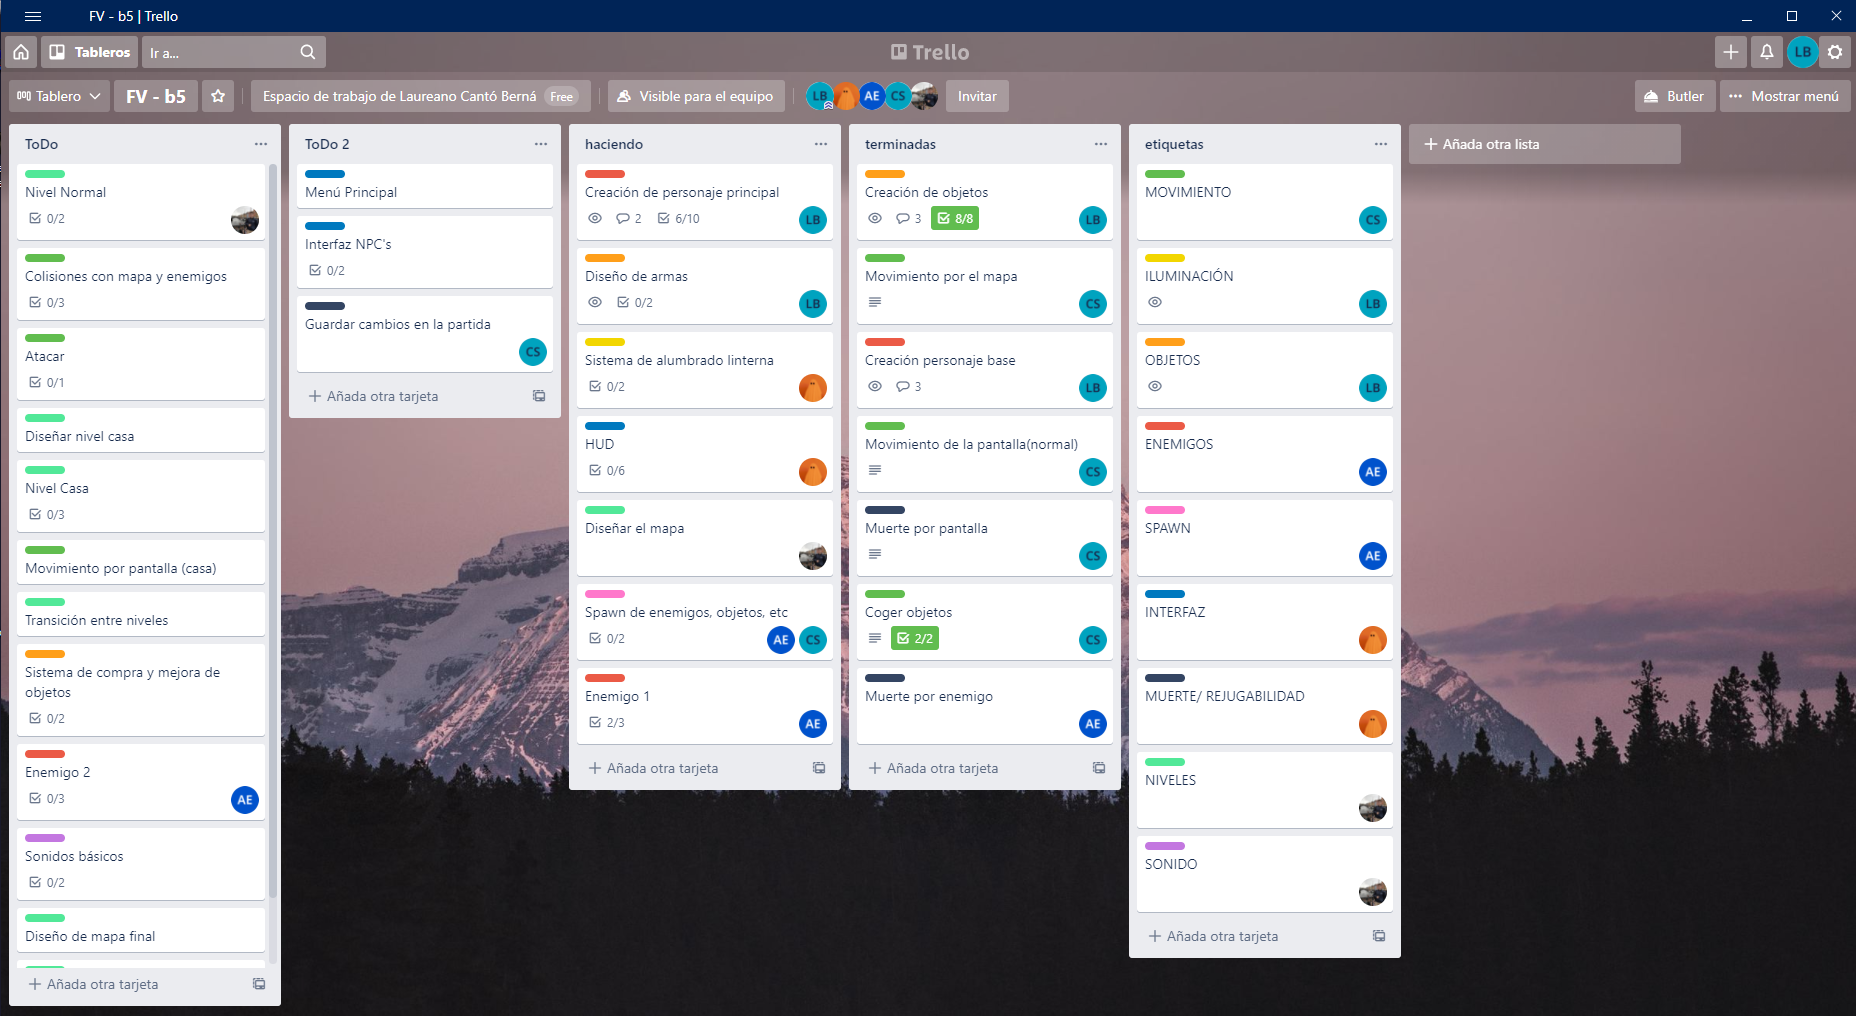 FV - b5 | Trello
Tableros
Ir a...
Trello
LB
Tablero
FV - b5
Espacio de trabajo de Laureano Cantó Berná Free
Visible para el equipo
LB AE CS
Invitar
Butler
Mostrar menú
ToDo
Nivel Normal
0/2
Colisiones con mapa y enemigos
0/3
Atacar
0/1
Diseñar nivel casa
Nivel Casa
0/3
Movimiento por pantalla (casa)
Transición entre niveles
Sistema de compra y mejora de
objetos
0/2
Enemigo 2
0/3
AE
Sonidos básicos
0/2
Diseño de mapa final
Añada otra tarjeta
ToDo 2
Menú Principal
Interfaz NPC's
0/2
Guardar cambios en la partida
CS
Añada otra tarjeta
haciendo
Creación de personaje principal
2 6/10 LB
Diseño de armas
0/2 LB
Sistema de alumbrado linterna
0/2
HUD
0/6
Diseñar el mapa
Spawn de enemigos, objetos, etc
0/2 AE CS
Enemigo 1
2/3 AE
Añada otra tarjeta
terminadas
Creación de objetos
3 8/8 LB
Movimiento por el mapa
CS
Creación personaje base
3 LB
Movimiento de la pantalla(normal)
CS
Muerte por pantalla
CS
Coger objetos
2/2 CS
Muerte por enemigo
AE
Añada otra tarjeta
etiquetas
MOVIMIENTO
CS
ILUMINACIÓN
LB
OBJETOS
LB
ENEMIGOS
AE
SPAWN
AE
INTERFAZ
MUERTE/ REJUGABILIDAD
NIVELES
SONIDO
Añada otra tarjeta
Añada otra lista